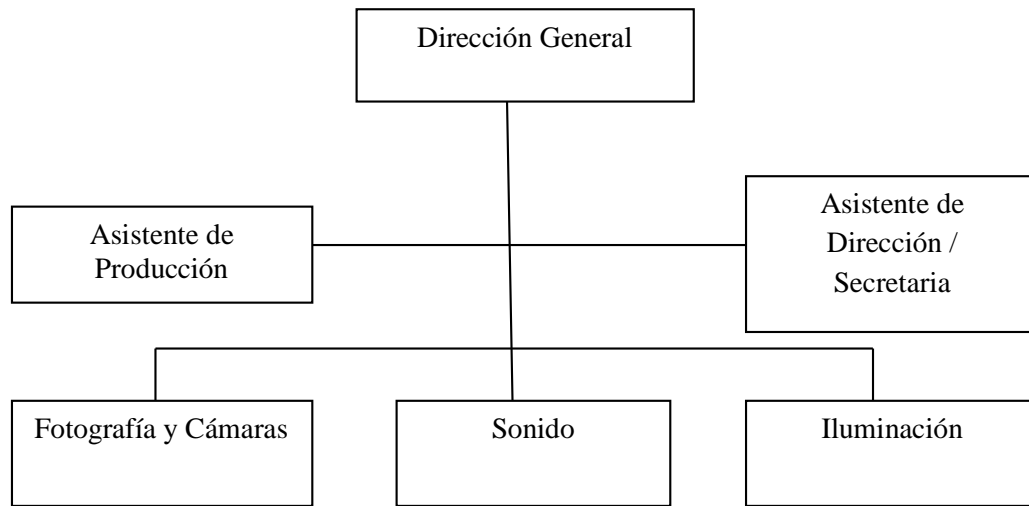 Dirección General
Asistente de
Producción
Asistente de
Dirección /
Secretaria
Fotografía y Cámaras
Sonido
Iluminación